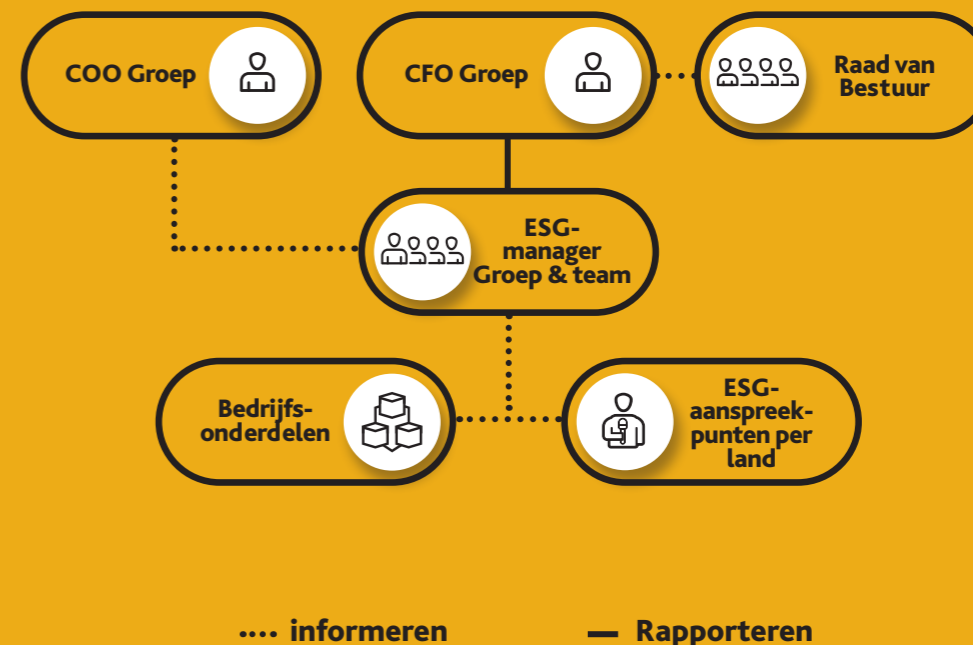 COO Groep
CFO Groep
Raad van
Bestuur
ESG-
manager
Groep & team
Bedrijfs-
onderdelen
ESG-
aanspreek-
punten per
land
informeren
Rapporteren